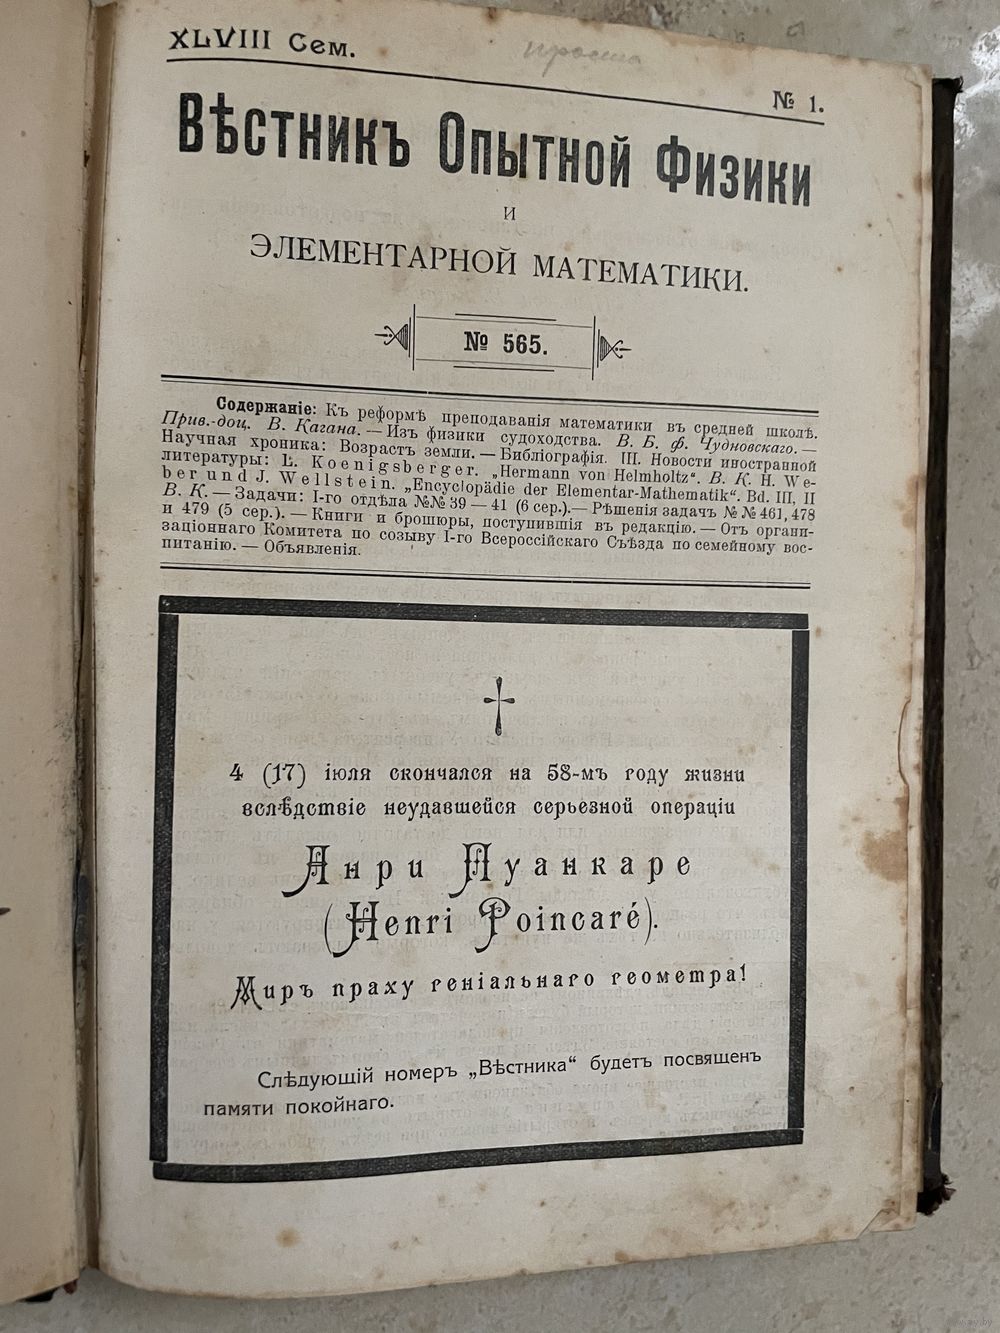 XLVIII Сем.
№ 1.
Вѣстникъ Опытной Физики
и
ЭЛЕМЕНТАРНОЙ МАТЕМАТИКИ.
№ 565.
Содержаніе: Къ реформѣ преподаванія математики въ средней школѣ.
Прив.-доц. В. Кагана. — Изъ физики судоходства. В. Б. ф. Чудновскаго. —
Научная хроника: Возрастъ земли. — Библіографія. III. Новости иностранной
литературы: L. Koenigsberger. „Hermann von Helmholtz“. В. К. H. We-
ber und J. Wellstein. „Encyclopädie der Elementar-Mathematik“. Bd. III, II
В. К. — Задачи: I-го отдѣла №№ 39 — 41 (6 сер.).— Рѣшенія задачъ №№ 461, 478
и 479 (5 сер.). — Книги и брошюры, поступившія въ редакцію. — Отъ органи-
заціоннаго Комитета по созыву I-го Всероссійскаго Съѣзда по семейному вос-
питанію. — Объявленія.
4 (17) іюля скончался на 58-мъ году жизни
вслѣдствіе неудавшейся серьезной операціи
Анри Пуанкаре
(Henri Poincaré).
Миръ праху геніальнаго геометра!
Слѣдующій номеръ „Вѣстника“ будетъ посвященъ
памяти покойнаго.